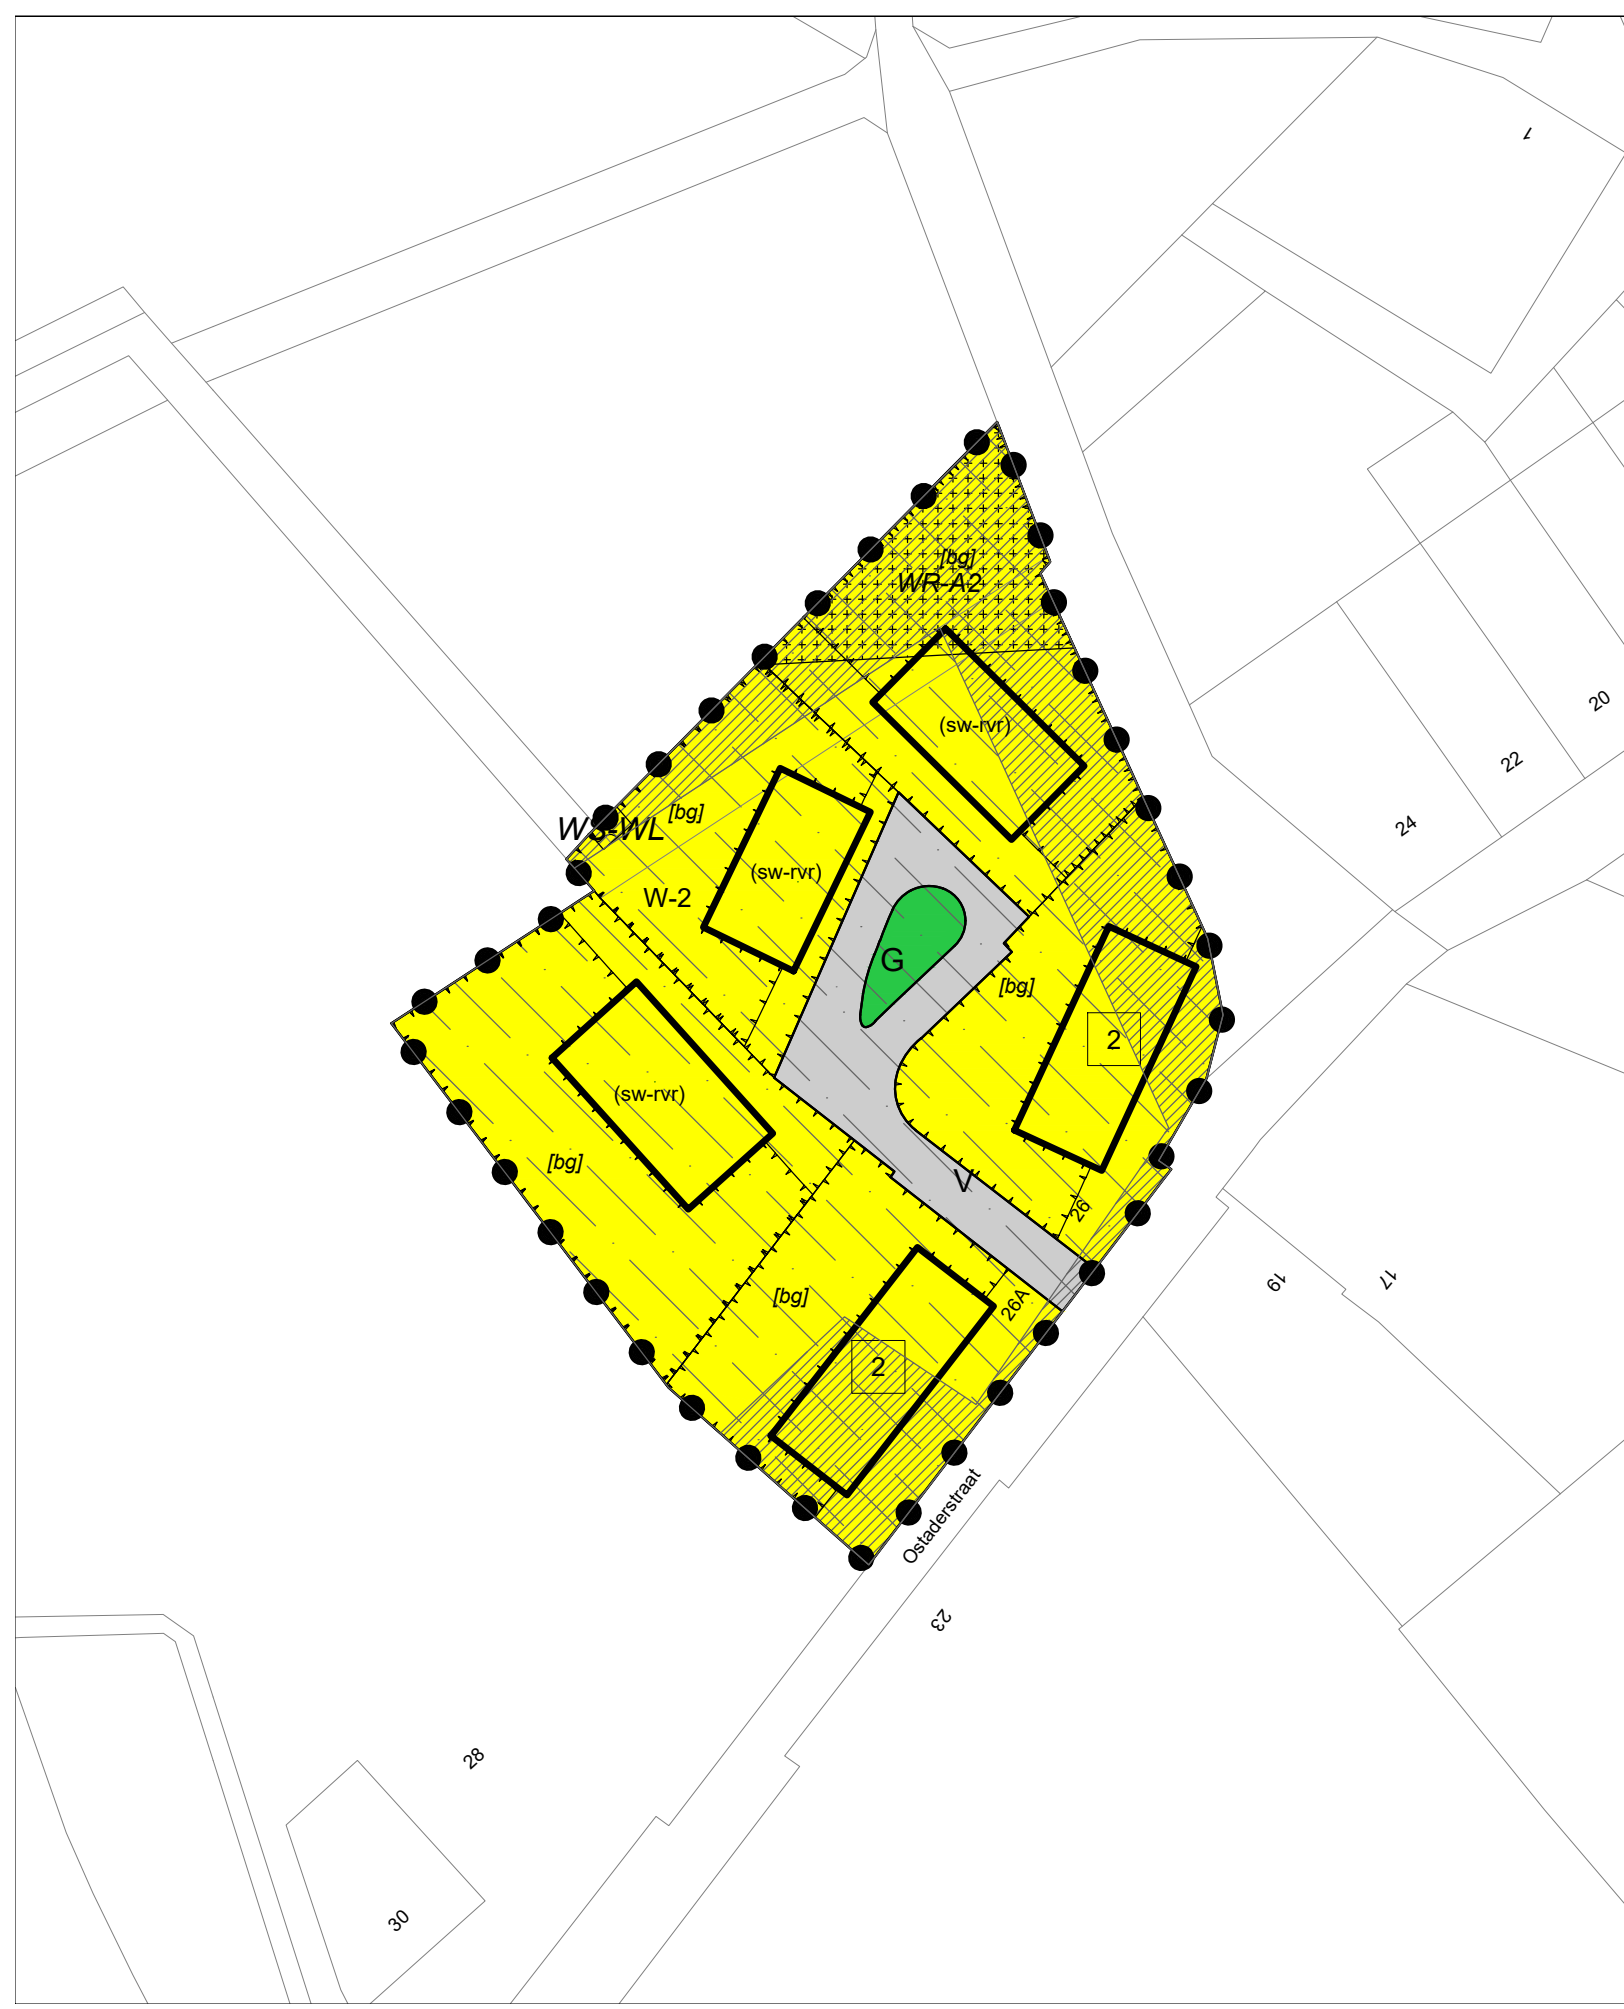 1
[bg]
WR-A2
20
(sw-rvr)
22
[bg]
24
WS-WL
(sw-rvr)
W-2
G
[bg]
2
(sw-rvr)
[bg]
V
26
19
17
[bg]
26A
2
Ostaderstraat
23
28
30